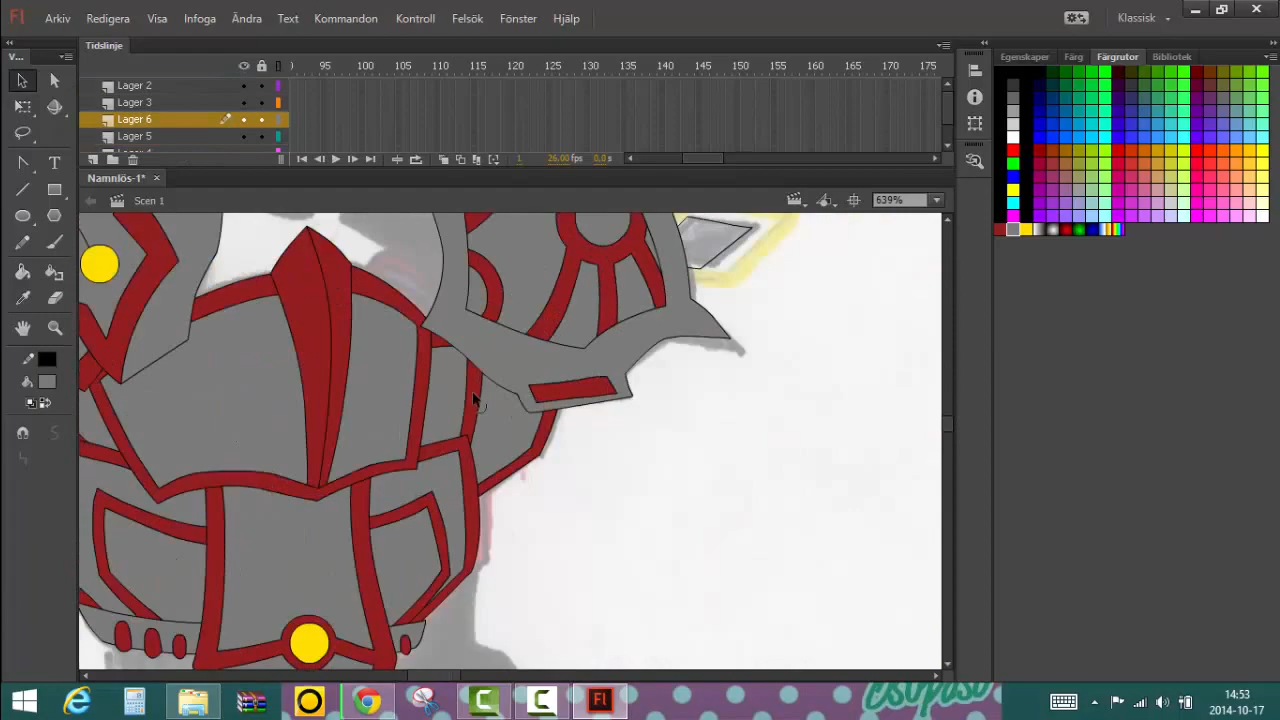 Fl Arkiv Redigera Visa Infoga Ändra Text Kommandon Kontroll Felsök Fönster Hjälp Klassisk
V... Tidslinje Egenskaper Färg Färgrutor Bibliotek
95 100 105 110 115 120 125 130 135 140 145 150 155 160 165 170 175
Lager 2
Lager 3
Lager 6
Lager 5
1 26,00 fps 0,0 s
Namnlös-1*
Scen 1 639%
Fl 14:53
2014-10-17